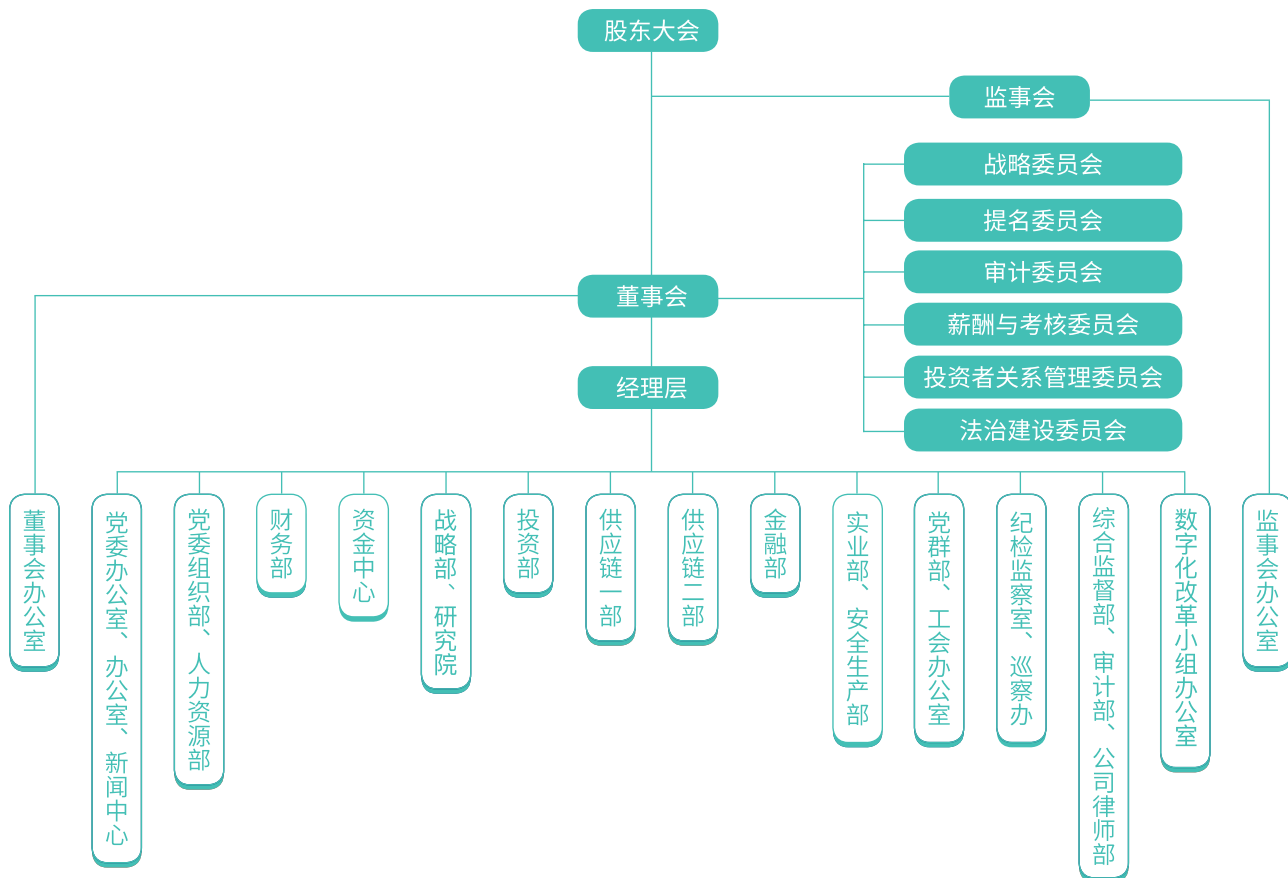 股东大会
监事会
战略委员会
提名委员会
审计委员会
董事会
薪酬与考核委员会
投资者关系管理委员会
经理层
法治建设委员会
董事会办公室
党委办公室、办公室、新闻中心
党委组织部、人力资源部
财务部
资金中心
战略部、研究院
投资部
供应链一部
供应链二部
金融部
实业部、安全生产部
党群部、工会办公室
纪检监察室、巡察办
综合监督部、审计部、公司律师部
数字化改革小组办公室
监事会办公室